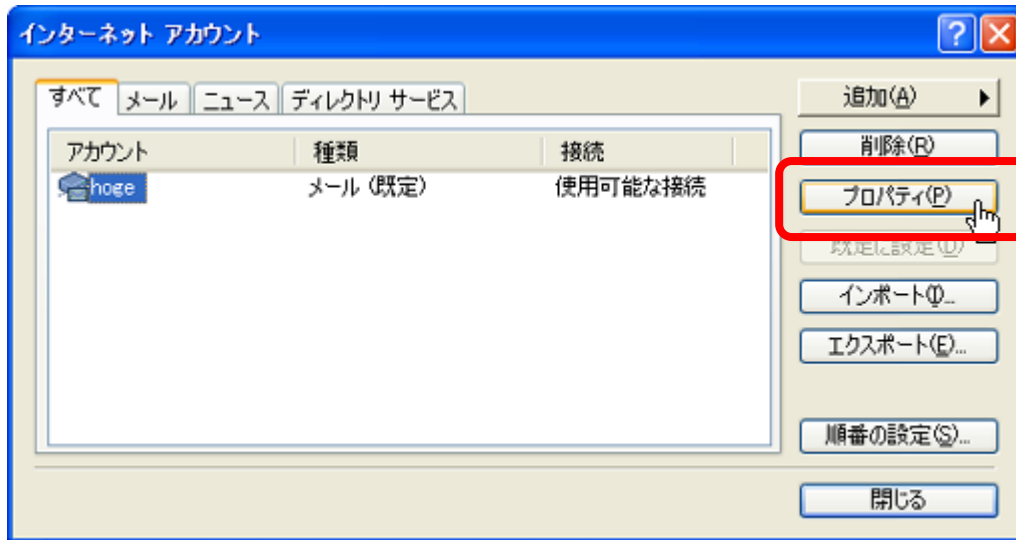 インターネット アカウント
すべて メール ニュース ディレクトリ サービス
追加(A)
アカウント 種類 接続
削除(R)
hoge メール (既定) 使用可能な接続
プロパティ(P)
既定に設定(D)
インポート(I)...
エクスポート(E)...
順番の設定(S)...
閉じる